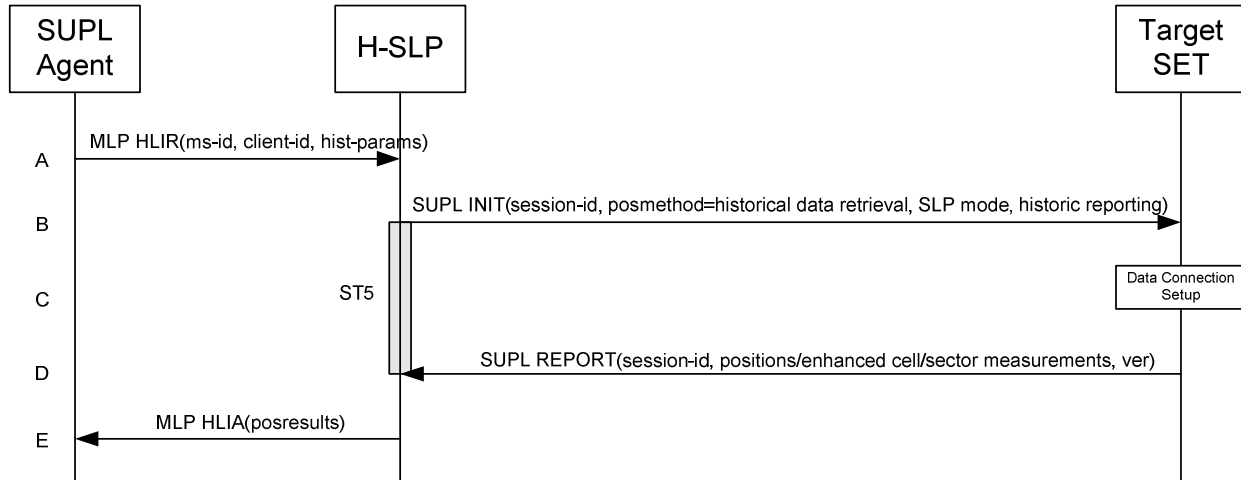 SUPL
Agent
H-SLP
Target
SET
A
MLP HLIR(ms-id, client-id, hist-params)
B
SUPL INIT(session-id, posmethod=historical data retrieval, SLP mode, historic reporting)
C
ST5
Data Connection
Setup
D
SUPL REPORT(session-id, positions/enhanced cell/sector measurements, ver)
E
MLP HLIA(posresults)